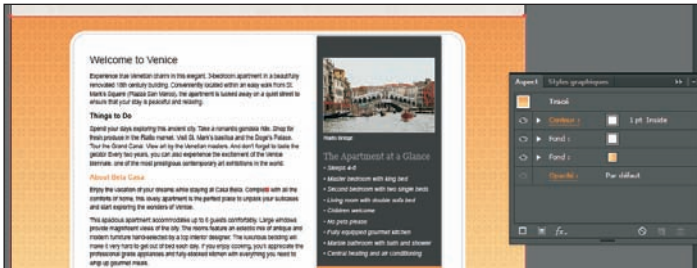 Welcome to Venice
Experience true Venetian charm in this elegant, 3-bedroom apartment in a beautifully
renovated 18th century building. Conveniently located within an easy walk from St.
Mark's Square (Piazza San Marco), the apartment is tucked away on a quiet street to
ensure that your stay is peaceful and relaxing.
Things to Do
Spend your days exploring this ancient city. Take a romantic gondola ride. Shop for
fresh produce in the Rialto market. Visit St. Mark's basilica and the Doge's Palace.
Tour the Grand Canal. View art by the Venetian masters. And don't forget to taste the
gelato! Every two years, you can also experience the excitement of the Venice
Biennale, one of the most prestigious contemporary art exhibitions in the world.
About Bela Casa
Enjoy the vacation of your dreams while staying at Casa Bella. Complete with all the
comforts of home, this lovely apartment is the perfect place to unpack your suitcases
and start exploring the wonders of Venice.
This spacious apartment accommodates up to 6 guests comfortably. Large windows
provide magnificent views of the city. The rooms feature an eclectic mix of antique and
modern furniture hand-selected by a top interior designer. The luxurious bedding will
make it very hard to get out of bed each day. If you enjoy cooking, you'll appreciate the
professional grade appliances and fully-stocked kitchen with everything you need to
whip up gourmet meals.
Rialto Bridge
The Apartment at a Glance
• Sleeps 4-6
• Master bedroom with king bed
• Second bedroom with two single beds
• Living room with double sofa bed
• Children welcome
• No pets please
• Fully equipped gourmet kitchen
• Marble bathroom with bath and shower
• Central heating and air conditioning
Aspect Styles graphiques
Tracé
Contour : 1 pt Inside
Fond :
Fond :
Opacité : Par défaut
fx.